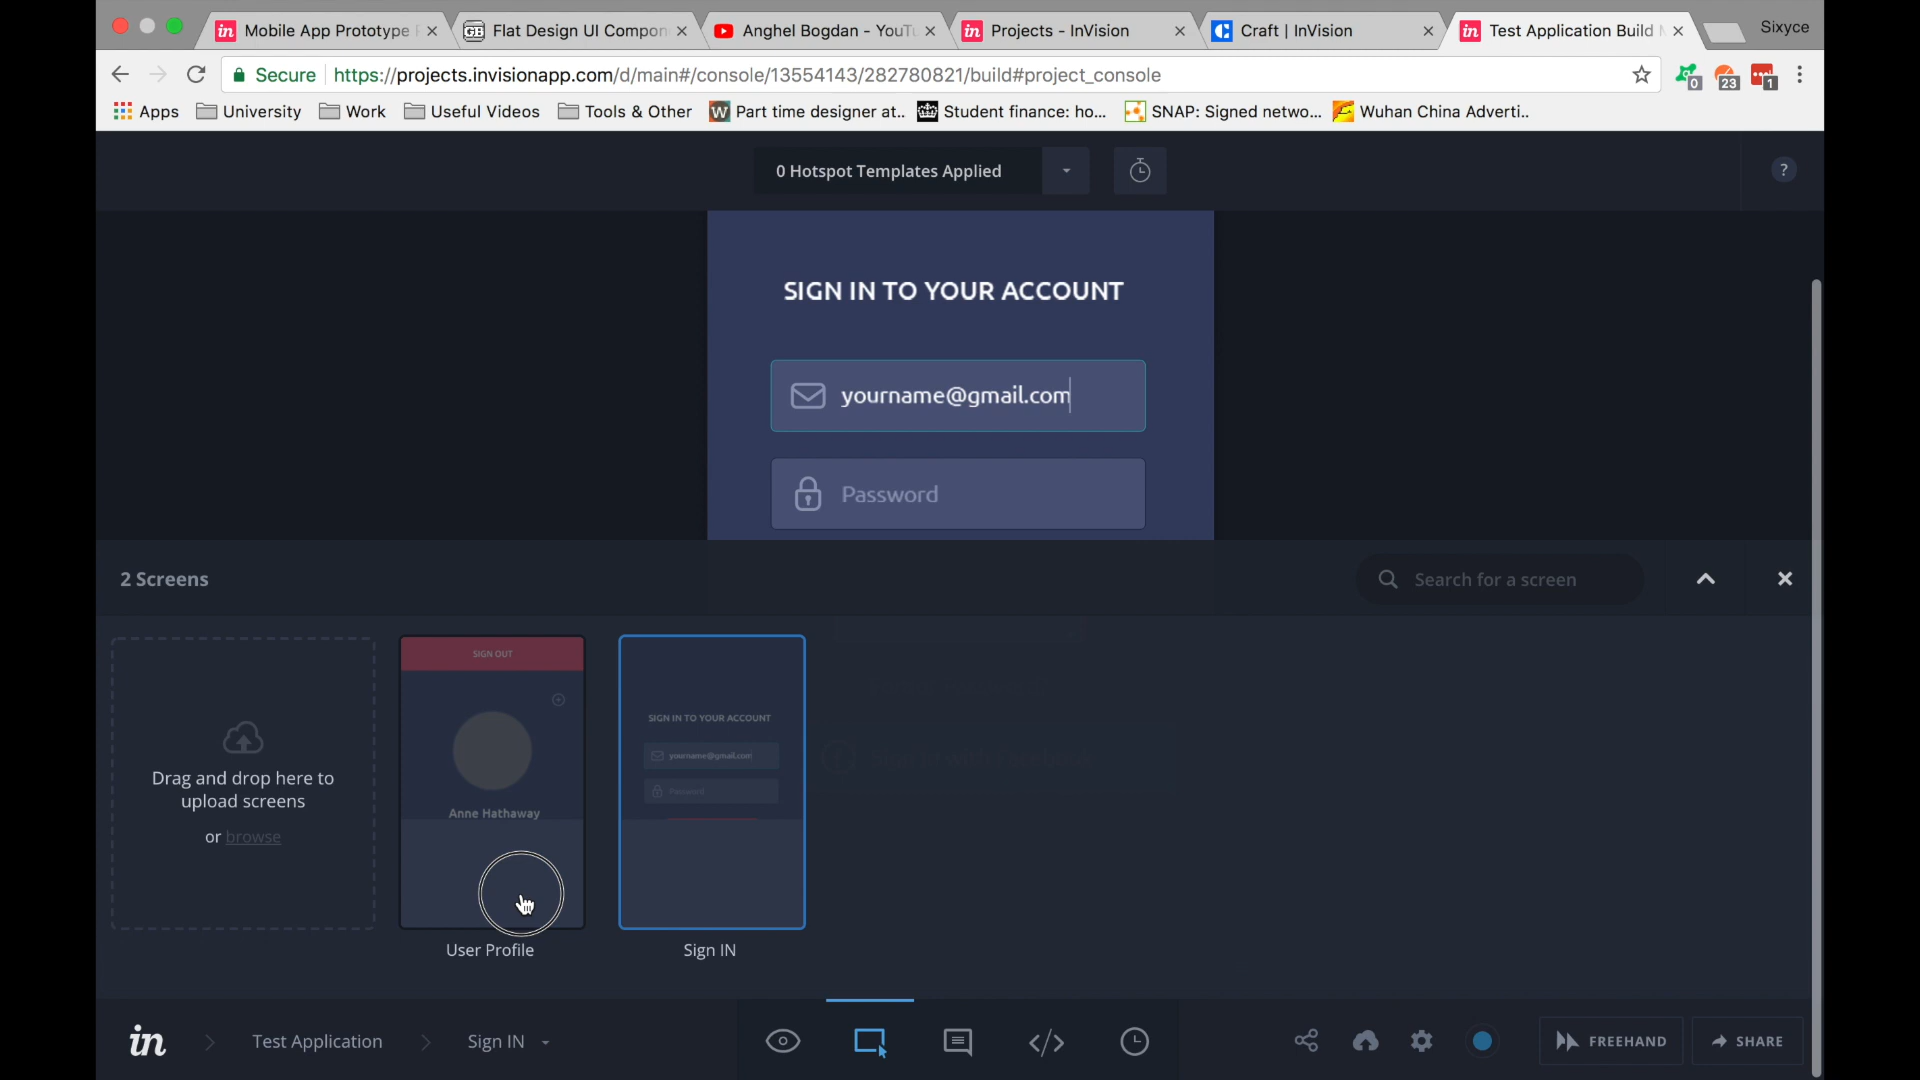 Mobile App Prototype
Flat Design UI Compon
Anghel Bogdan - YouTu
Projects - InVision
Craft | InVision
Test Application Build
Sixyce
Secure
https://projects.invisionapp.com/d/main#/console/13554143/282780821/build#project_console
0
23
1
Apps
University
Work
Useful Videos
Tools & Other
Part time designer at..
Student finance: ho...
SNAP: Signed netwo...
Wuhan China Adverti..
0 Hotspot Templates Applied
?
SIGN IN TO YOUR ACCOUNT
yourname@gmail.com
Password
2 Screens
Search for a screen
Drag and drop here to
upload screens
or browse
SIGN OUT
Anne Hathaway
User Profile
SIGN IN TO YOUR ACCOUNT
yourname@gmail.com
Password
Sign IN
in
Test Application
Sign IN
FREEHAND
SHARE